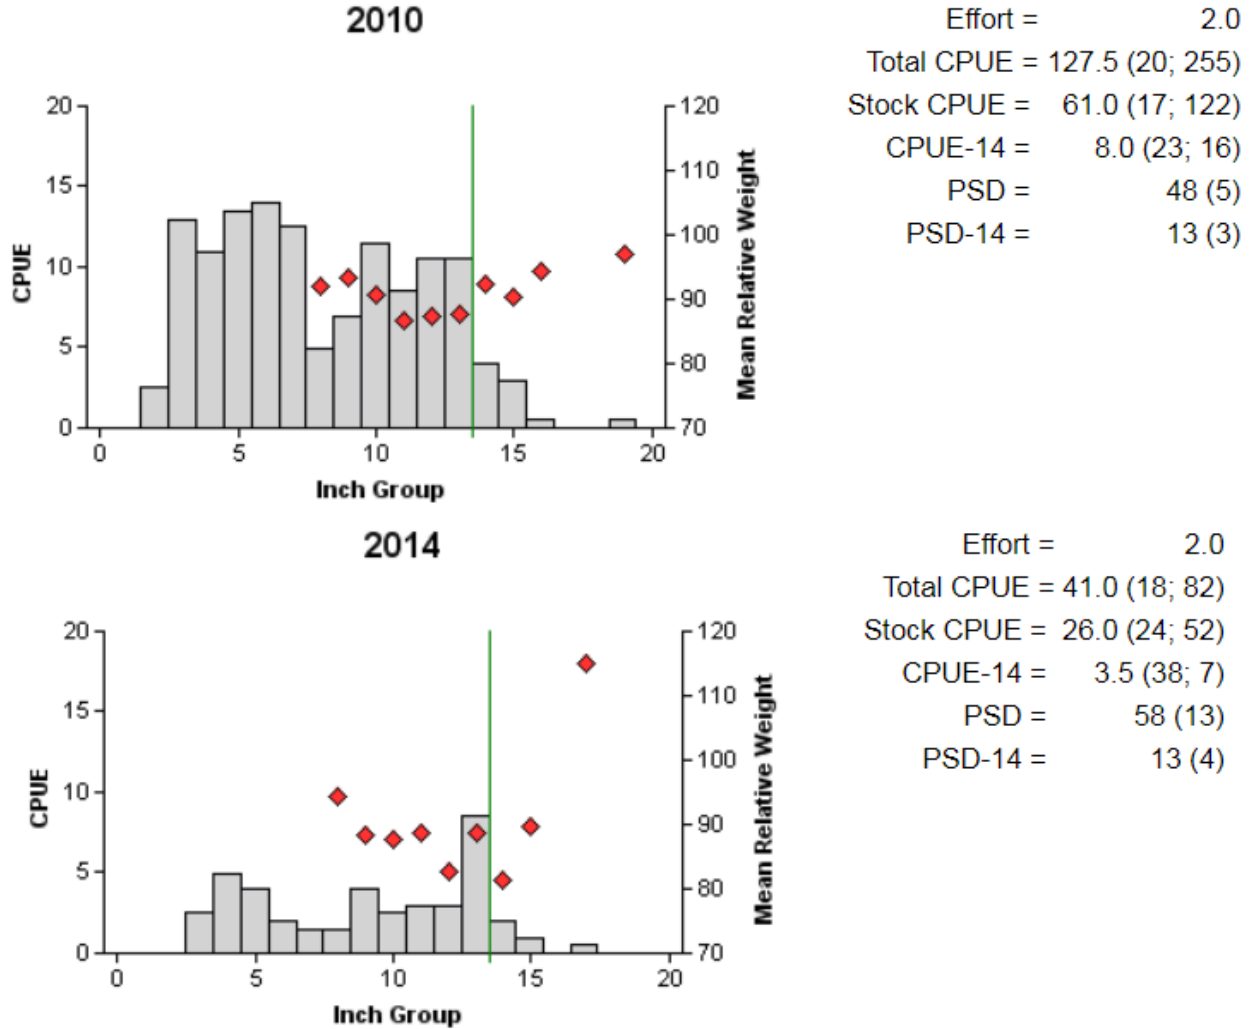 2010
Effort = 2.0
Total CPUE = 127.5 (20; 255)
Stock CPUE = 61.0 (17; 122)
CPUE-14 = 8.0 (23; 16)
PSD = 48 (5)
PSD-14 = 13 (3)
20
15
10
5
0
CPUE
120
110
100
90
80
70
Mean Relative Weight
0 5 10 15 20
Inch Group
2014
Effort = 2.0
Total CPUE = 41.0 (18; 82)
Stock CPUE = 26.0 (24; 52)
CPUE-14 = 3.5 (38; 7)
PSD = 58 (13)
PSD-14 = 13 (4)
20
15
10
5
0
CPUE
120
110
100
90
80
70
Mean Relative Weight
0 5 10 15 20
Inch Group